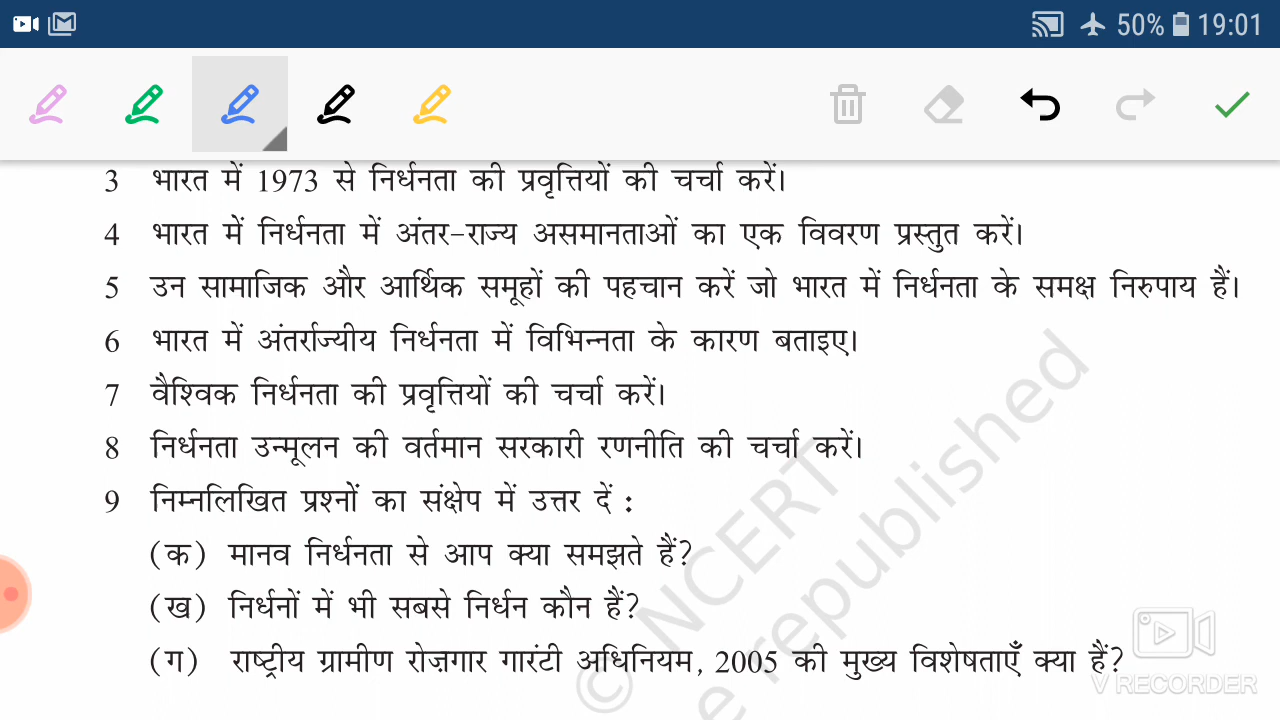 50% 19:01
3 भारत में 1973 से निर्धनता की प्रवृत्तियों की चर्चा करें।
4 भारत में निर्धनता में अंतर-राज्य असमानताओं का एक विवरण प्रस्तुत करें।
5 उन सामाजिक और आर्थिक समूहों की पहचान करें जो भारत में निर्धनता के समक्ष निरुपाय हैं।
6 भारत में अंतर्राज्यीय निर्धनता में विभिन्नता के कारण बताइए।
7 वैश्विक निर्धनता की प्रवृत्तियों की चर्चा करें।
8 निर्धनता उन्मूलन की वर्तमान सरकारी रणनीति की चर्चा करें।
9 निम्नलिखित प्रश्नों का संक्षेप में उत्तर दें :
(क) मानव निर्धनता से आप क्या समझते हैं?
(ख) निर्धनों में भी सबसे निर्धन कौन हैं?
(ग) राष्ट्रीय ग्रामीण रोज़गार गारंटी अधिनियम, 2005 की मुख्य विशेषताएँ क्या हैं?
© NCERT
e republished
V RECORDER